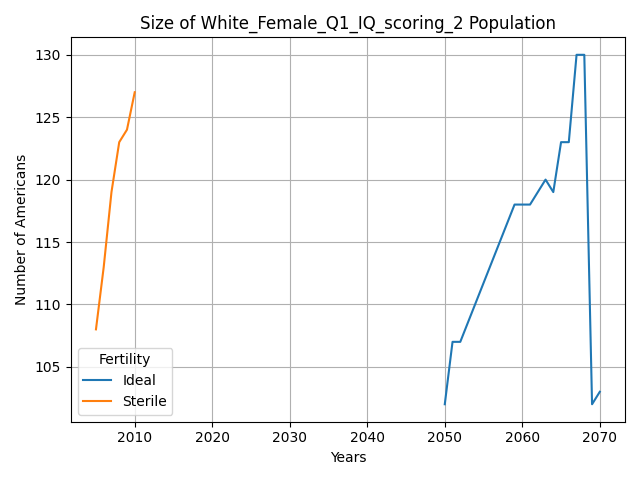 Size of White_Female_Q1_IQ_scoring_2 Population
Number of Americans
130
125
120
115
110
105
Fertility
Ideal
Sterile
2010 2020 2030 2040 2050 2060 2070
Years